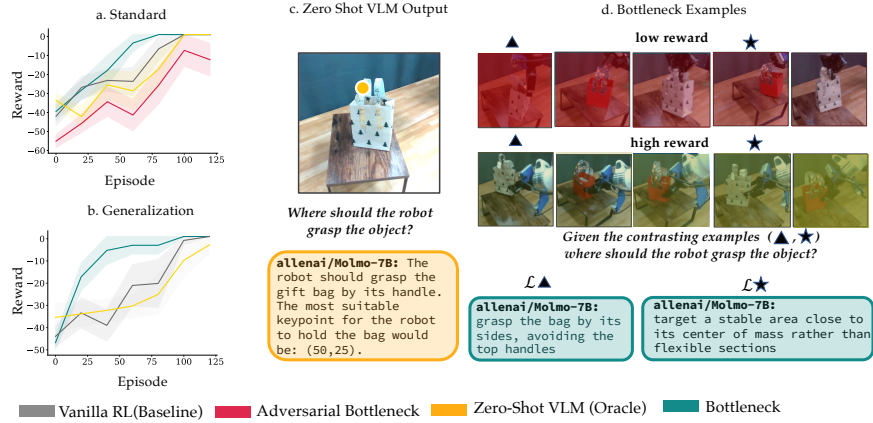 a. Standard
0
−10
−20
−30
−40
−50
−60
Reward
0 25 50 75 100 125
Episode
b. Generalization
0
−10
−20
−30
−40
−50
Reward
0 25 50 75 100 125
Episode
c. Zero Shot VLM Output
Where should the robot
grasp the object?
allenai/Molmo-7B: The
robot should grasp the
gift bag by its handle.
The most suitable
keypoint for the robot
to hold the bag would
be: (50,25).
d. Bottleneck Examples
low reward
high reward
Given the contrasting examples (▲,★)
where should the robot grasp the object?
ℒ▲
allenai/Molmo-7B:
grasp the bag by its
sides, avoiding the
top handles
ℒ★
allenai/Molmo-7B:
target a stable area close to
its center of mass rather than
flexible sections
Vanilla RL(Baseline) Adversarial Bottleneck Zero-Shot VLM (Oracle) Bottleneck